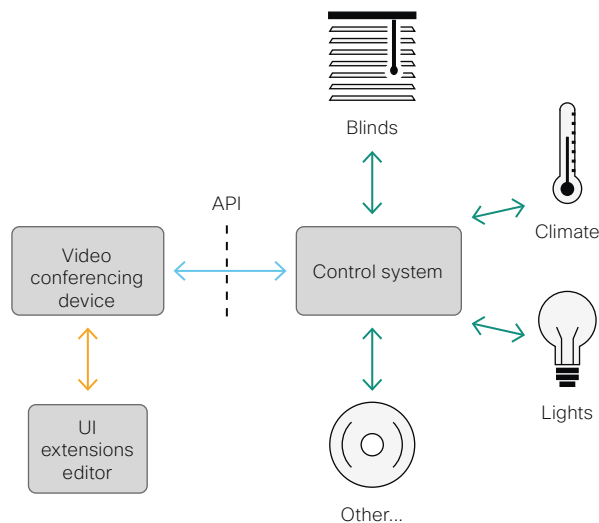 Blinds
API
Climate
Video
conferencing
device
Control system
UI
extensions
editor
Lights
Other...